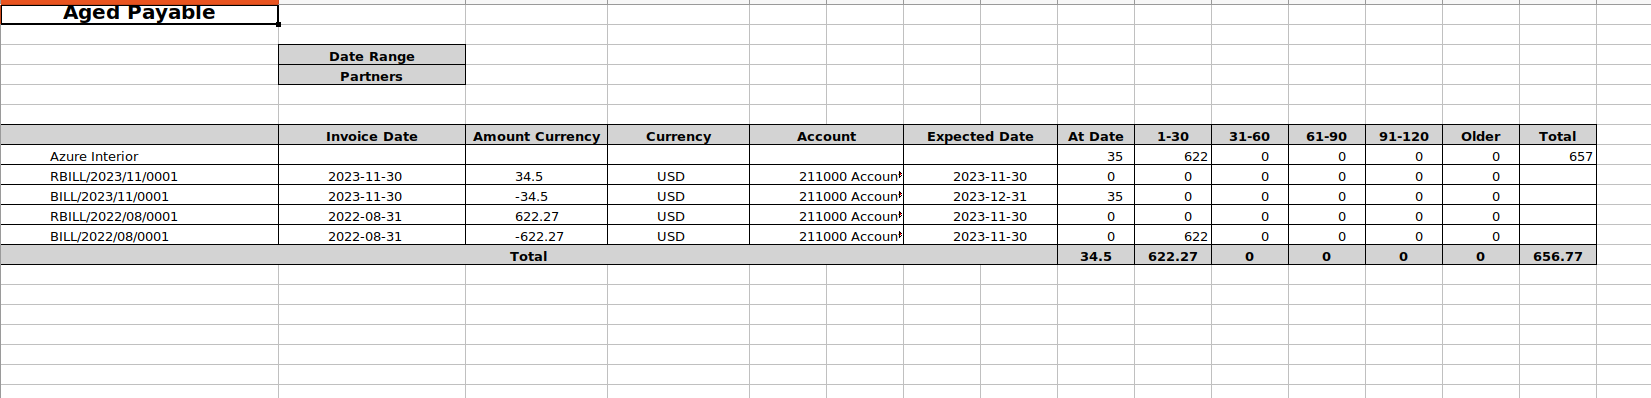 Aged Payable
Date Range
Partners
Invoice Date Amount Currency Currency Account Expected Date At Date 1-30 31-60 61-90 91-120 Older Total
Azure Interior 35 622 0 0 0 0 657
RBILL/2023/11/0001 2023-11-30 34.5 USD 211000 Accoun 2023-11-30 0 0 0 0 0 0
BILL/2023/11/0001 2023-11-30 -34.5 USD 211000 Accoun 2023-12-31 35 0 0 0 0 0
RBILL/2022/08/0001 2022-08-31 622.27 USD 211000 Accoun 2023-11-30 0 0 0 0 0 0
BILL/2022/08/0001 2022-08-31 -622.27 USD 211000 Accoun 2023-11-30 0 622 0 0 0 0
Total 34.5 622.27 0 0 0 0 656.77